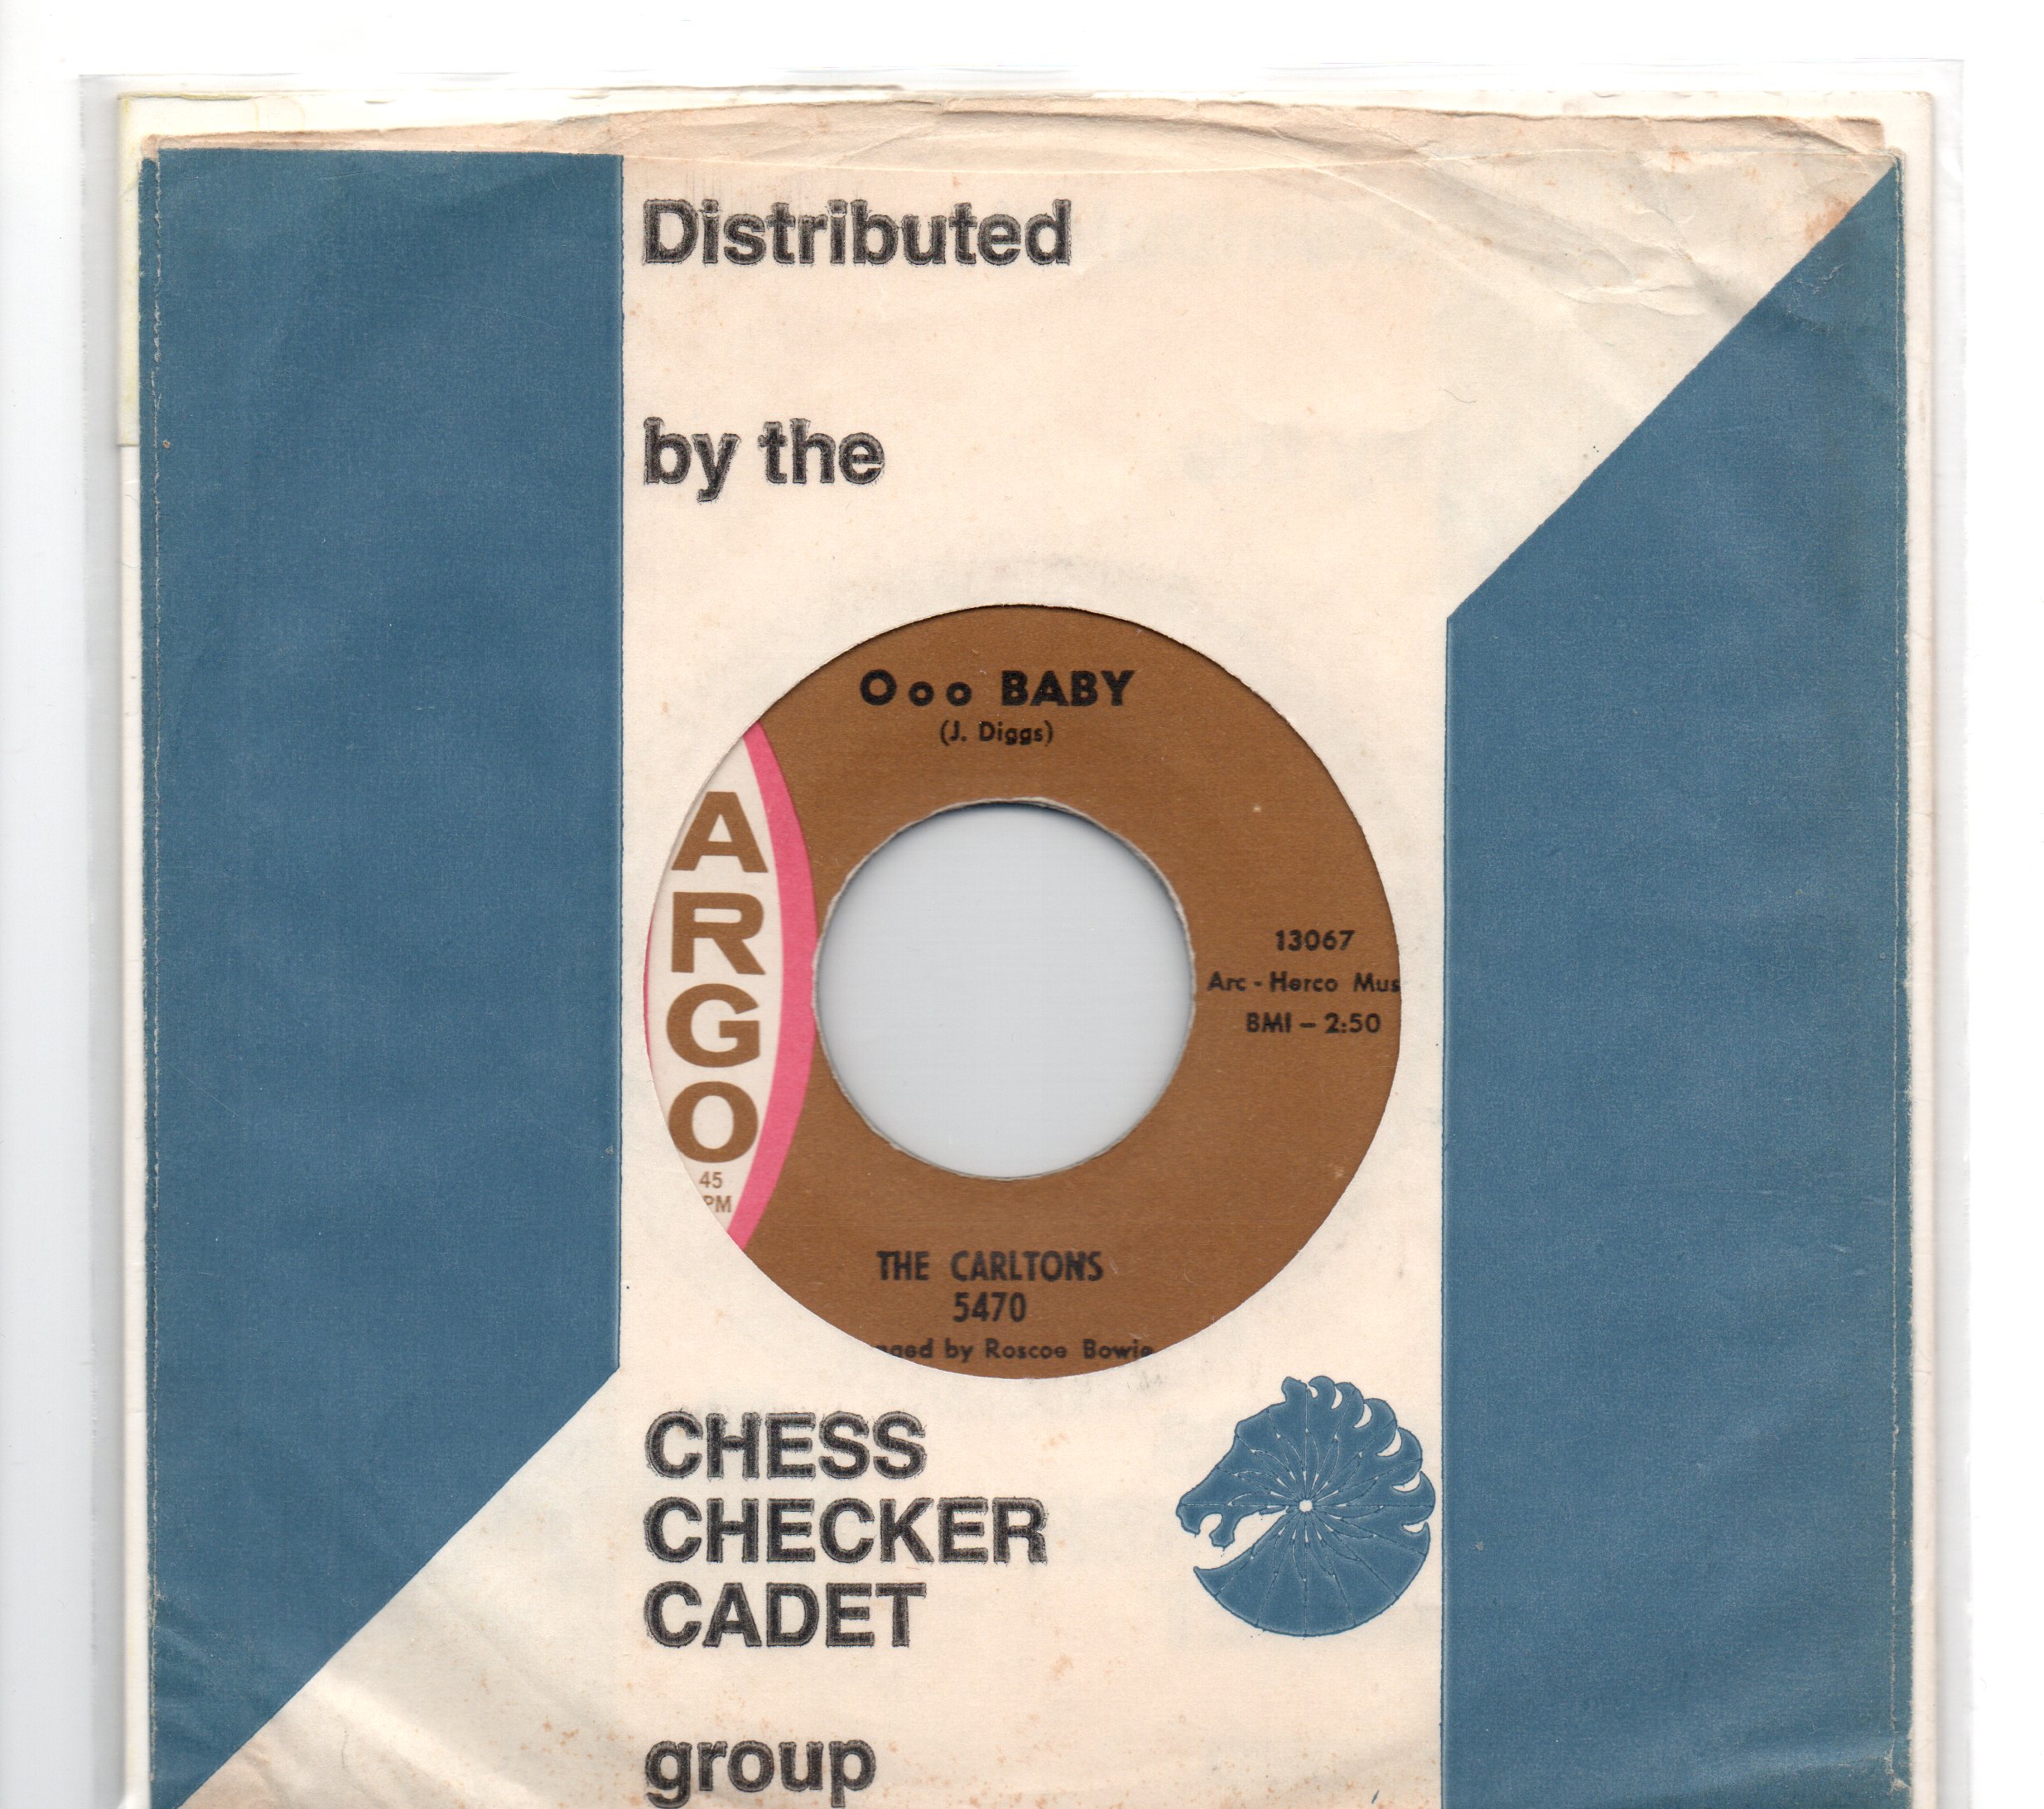 Distributed
by the
Ooo BABY
(J. Diggs)
ARGO
45
13067
Arc - Herco Mus
BMI – 2:50
THE CARLTONS
5470
by Roscoe Bowie
CHESS
CHECKER
CADET
group